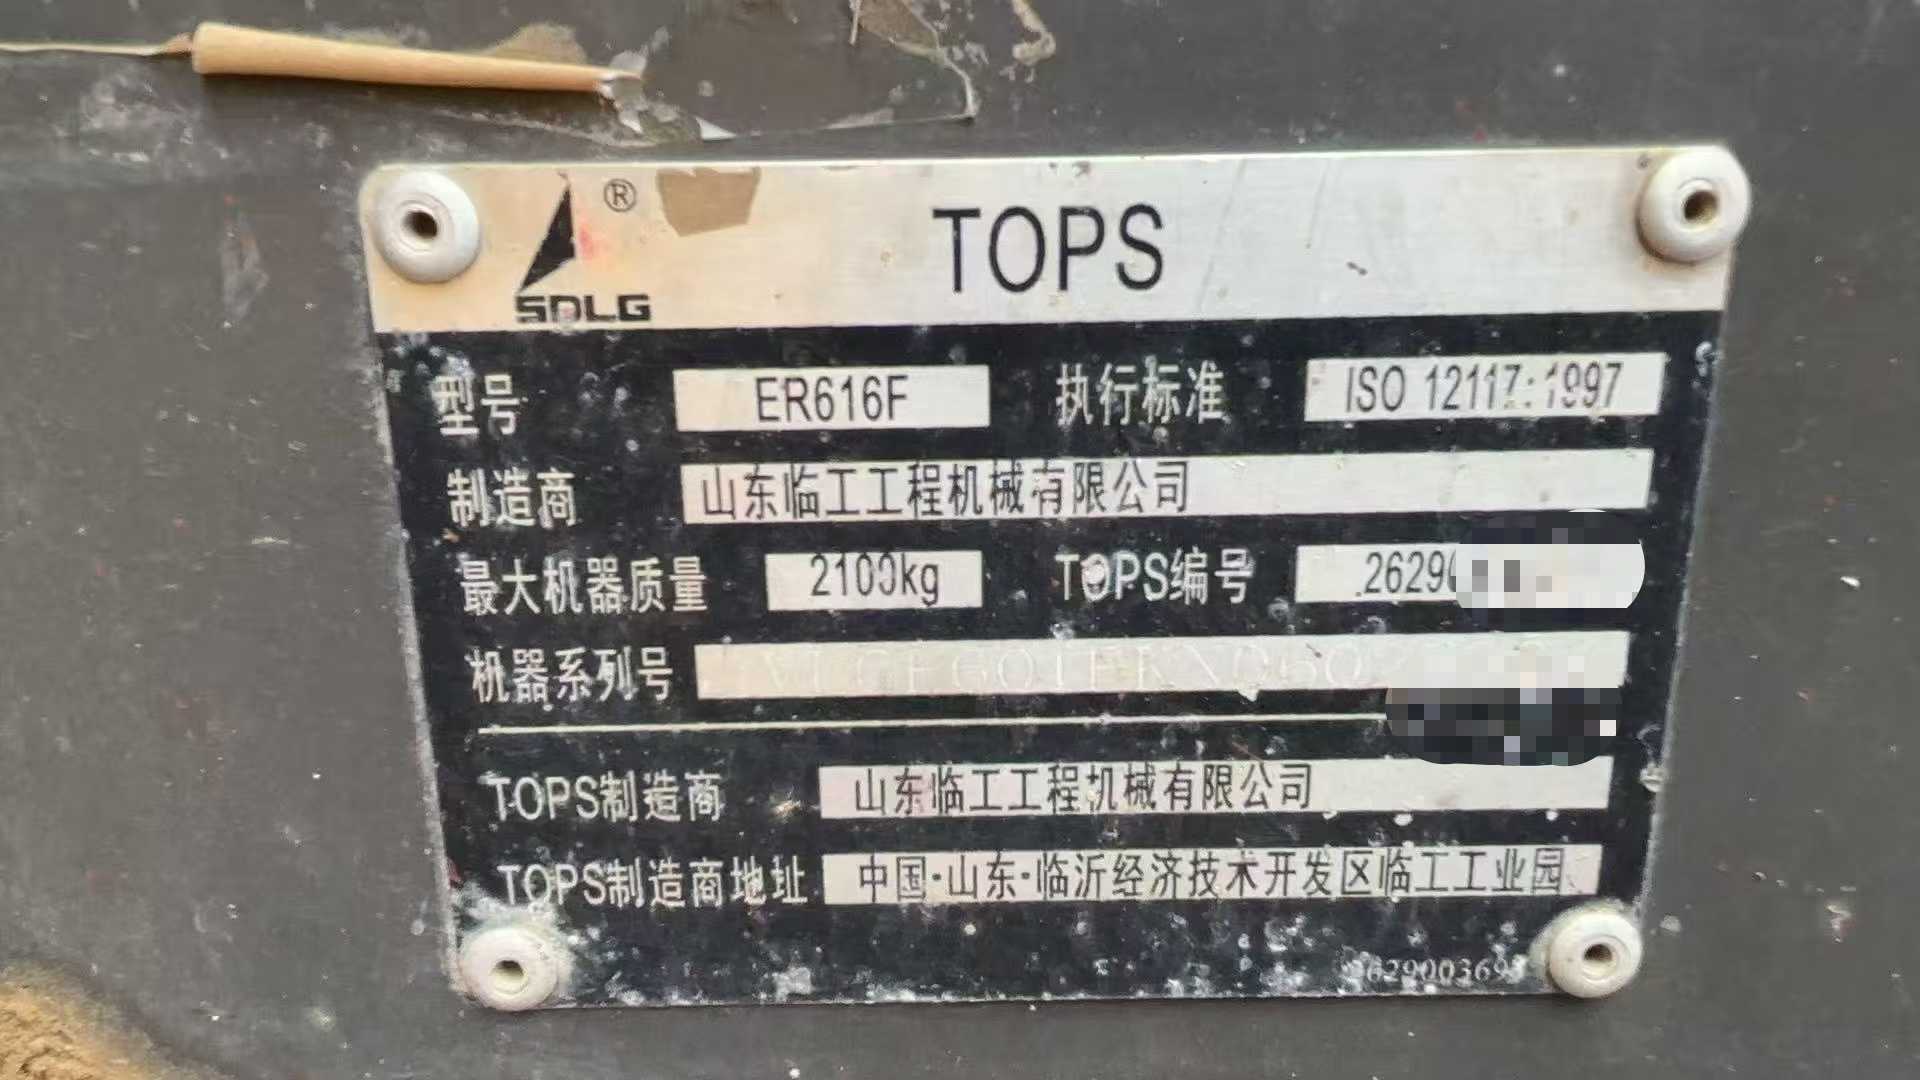 ® TOPS
SDLG
型号 ER616F 执行标准 ISO 12117:1997
制造商 山东临工工程机械有限公司
最大机器质量 2100kg TOPS编号 .2629
机器系列号
TOPS制造商 山东临工工程机械有限公司
TOPS制造商地址 中国·山东·临沂经济技术开发区临工工业园